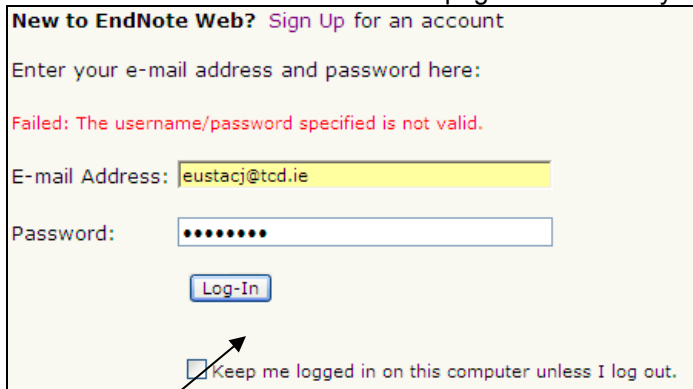 New to EndNote Web? Sign Up for an account
Enter your e-mail address and password here:
Failed: The username/password specified is not valid.
E-mail Address: eustacj@tcd.ie
Password: ••••••••
Log-In
Keep me logged in on this computer unless I log out.